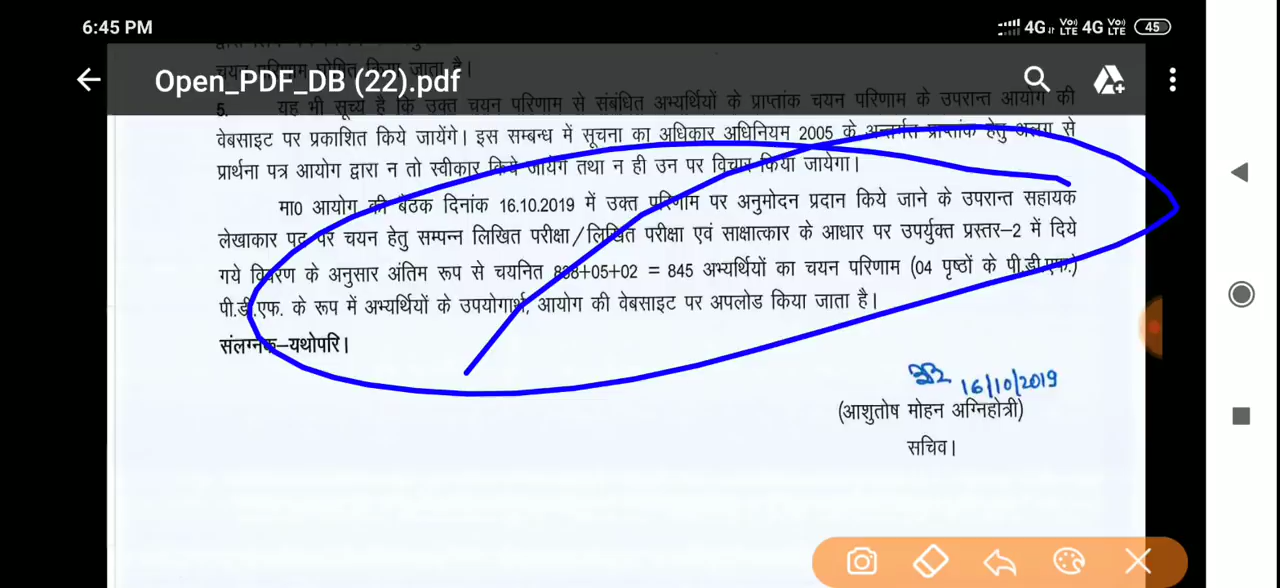 6:45 PM
4G VoLTE 4G VoLTE 45
Open_PDF_DB (22).pdf
चयन परिणाम घोषित किया जाता है।
5. यह भी सूच्य है कि उक्त चयन परिणाम से संबंधित अभ्यर्थियों के प्राप्तांक चयन परिणाम के उपरान्त आयोग की
वेबसाइट पर प्रकाशित किये जायेंगे। इस सम्बन्ध में सूचना का अधिकार अधिनियम 2005 के अन्तर्गत प्राप्तांक हेतु अलग से
प्रार्थना पत्र आयोग द्वारा न तो स्वीकार किये जायेंगे तथा न ही उन पर विचार किया जायेगा।
मा0 आयोग की बैठक दिनांक 16.10.2019 में उक्त परिणाम पर अनुमोदन प्रदान किये जाने के उपरान्त सहायक
लेखाकार पद पर चयन हेतु सम्पन्न लिखित परीक्षा/लिखित परीक्षा एवं साक्षात्कार के आधार पर उपर्युक्त प्रस्तर-2 में दिये
गये विवरण के अनुसार अंतिम रूप से चयनित 838+05+02 = 845 अभ्यर्थियों का चयन परिणाम (04 पृष्ठों के पी.डी.एफ.)
पी.डी.एफ. के रूप में अभ्यर्थियों के उपयोगार्थ, आयोग की वेबसाइट पर अपलोड किया जाता है।
संलग्नक-यथोपरि।
16/10/2019
(आशुतोष मोहन अग्निहोत्री)
सचिव।